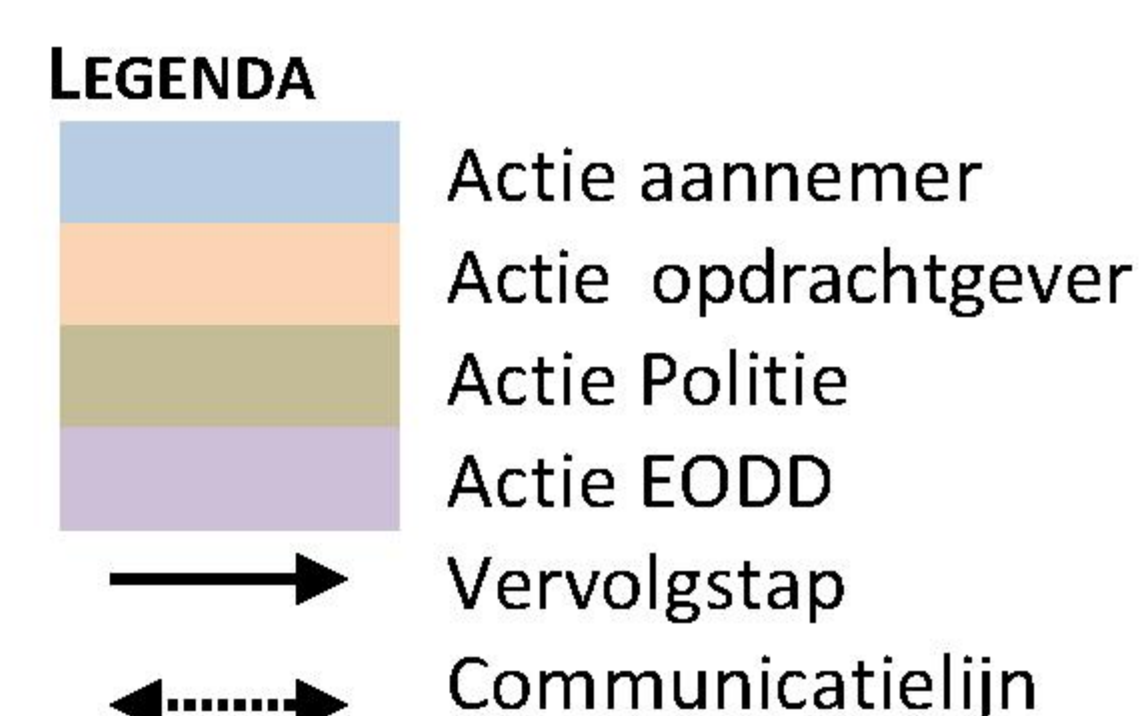 LEGENDA
Actie aannemer
Actie opdrachtgever
Actie Politie
Actie EODD
Vervolgstap
Communicatielijn